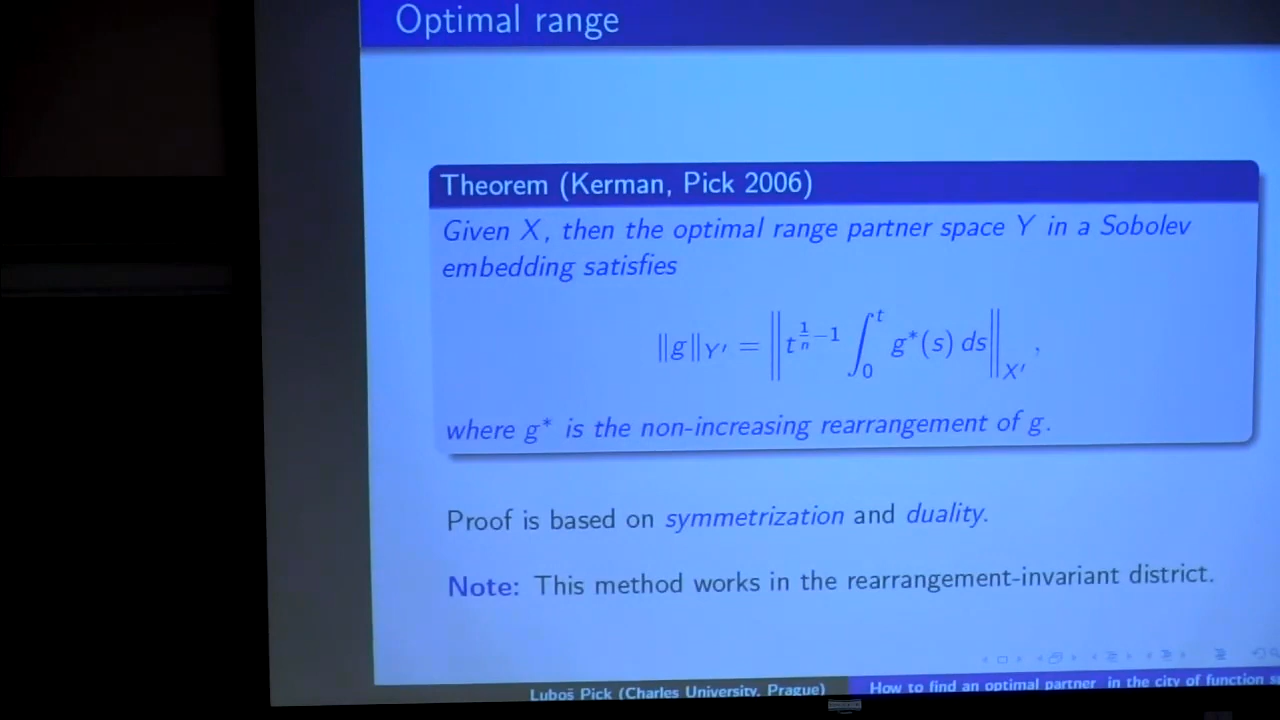 Optimal range
Theorem (Kerman, Pick 2006)
Given X, then the optimal range partner space Y in a Sobolev
embedding satisfies
‖g‖_{Y′} = ‖ t^{1/n −1} ∫_0^t g*(s) ds ‖_{X′} ,
where g* is the non-increasing rearrangement of g.
Proof is based on symmetrization and duality.
Note: This method works in the rearrangement-invariant district.
Luboš Pick (Charles University, Prague) How to find an optimal partner in the city of function